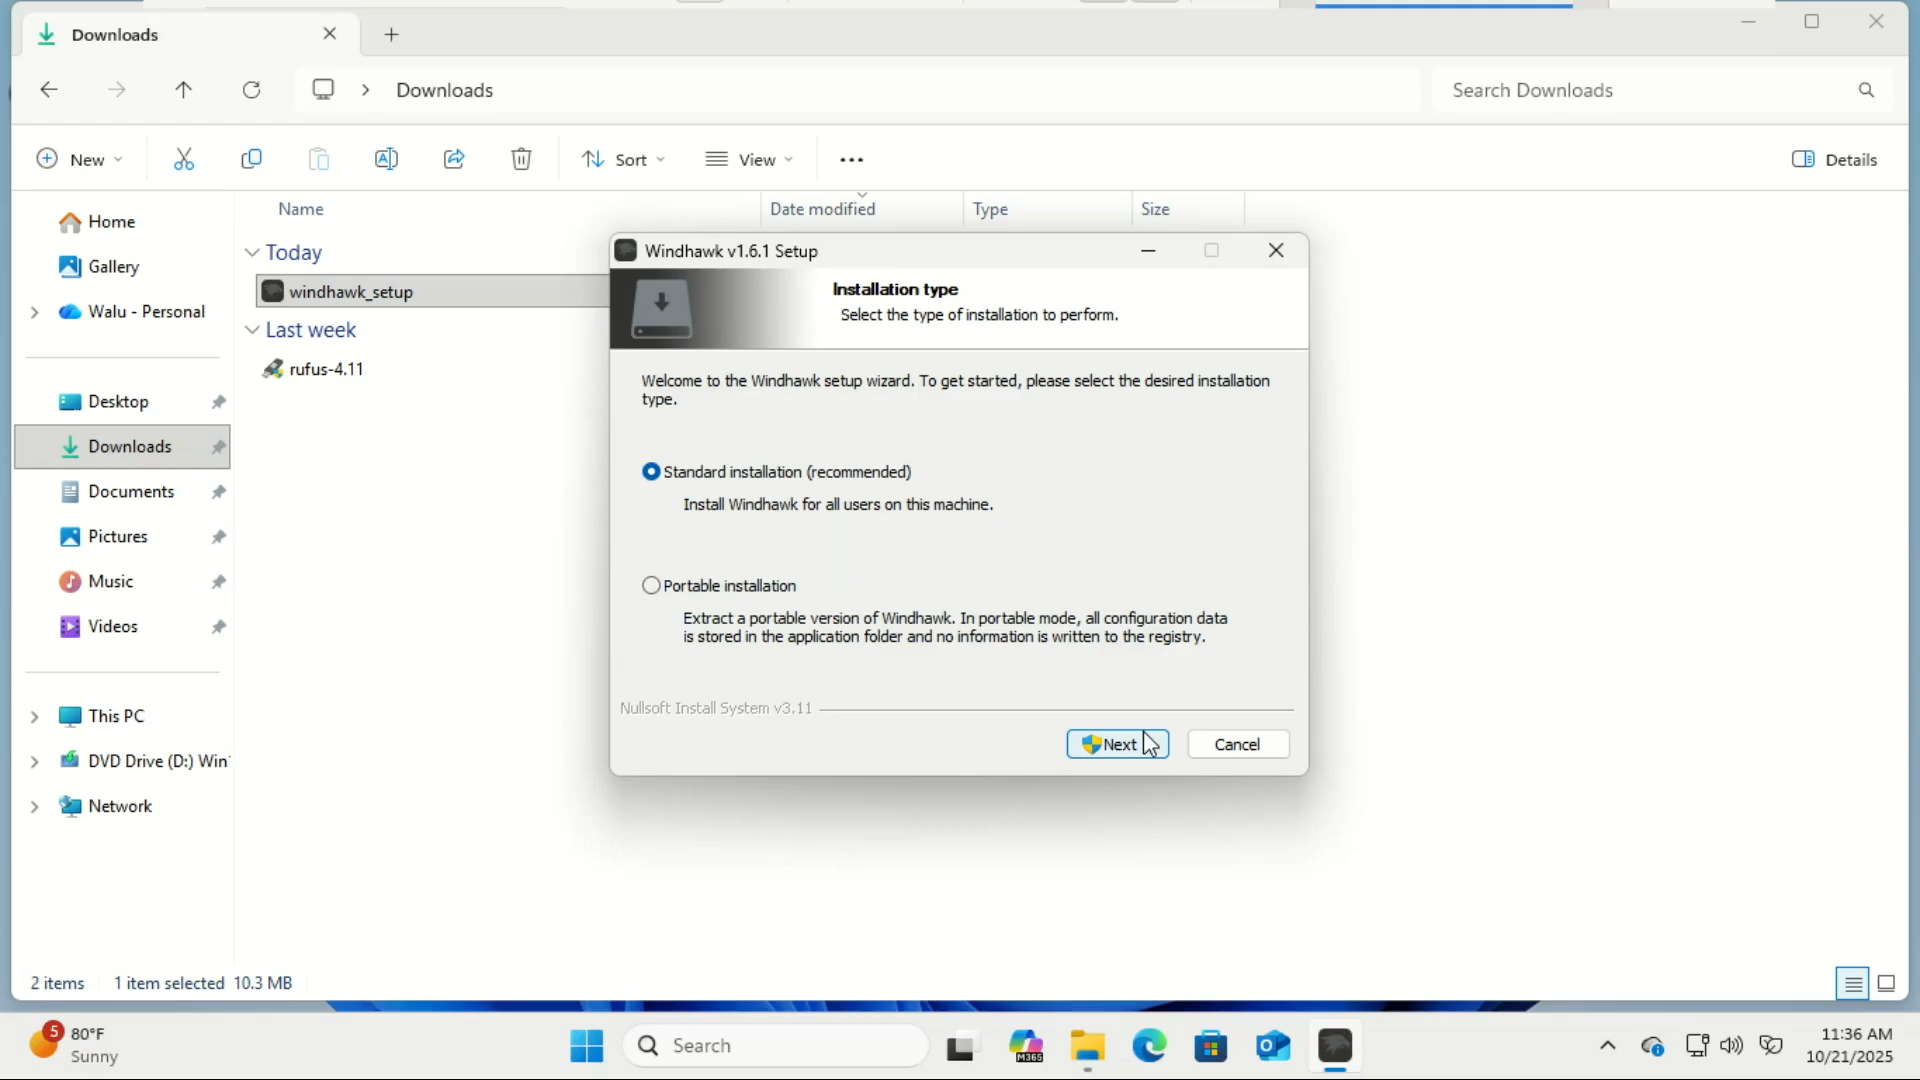 Downloads
Downloads
Search Downloads
New
Sort
View
Details
Name
Date modified
Type
Size
Home
Gallery
Walu - Personal
Desktop
Downloads
Documents
Pictures
Music
Videos
This PC
DVD Drive (D:) Win
Network
Today
windhawk_setup
Last week
rufus-4.11
Windhawk v1.6.1 Setup
Installation type
Select the type of installation to perform.
Welcome to the Windhawk setup wizard. To get started, please select the desired installation
type.
Standard installation (recommended)
Install Windhawk for all users on this machine.
Portable installation
Extract a portable version of Windhawk. In portable mode, all configuration data
is stored in the application folder and no information is written to the registry.
Nullsoft Install System v3.11
Next
Cancel
2 items
1 item selected 10.3 MB
5
80°F
Sunny
Search
M365
11:36 AM
10/21/2025